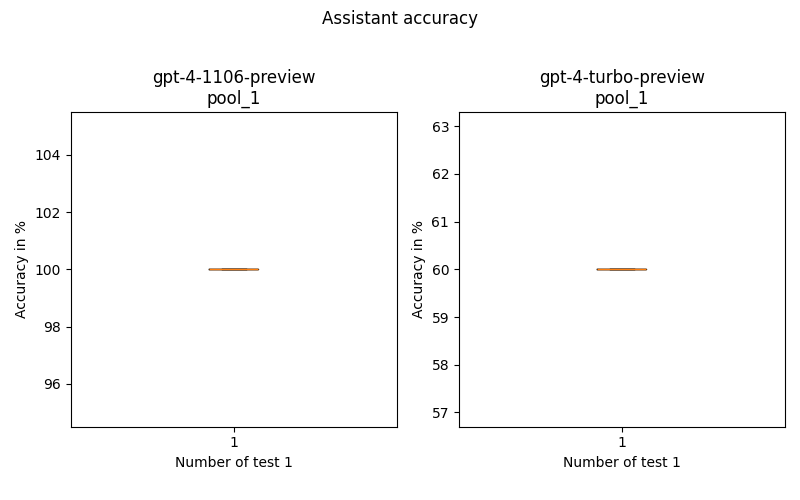 Assistant accuracy
gpt-4-1106-preview
pool_1
Accuracy in %
104
102
100
98
96
1
Number of test 1
gpt-4-turbo-preview
pool_1
Accuracy in %
63
62
61
60
59
58
57
1
Number of test 1